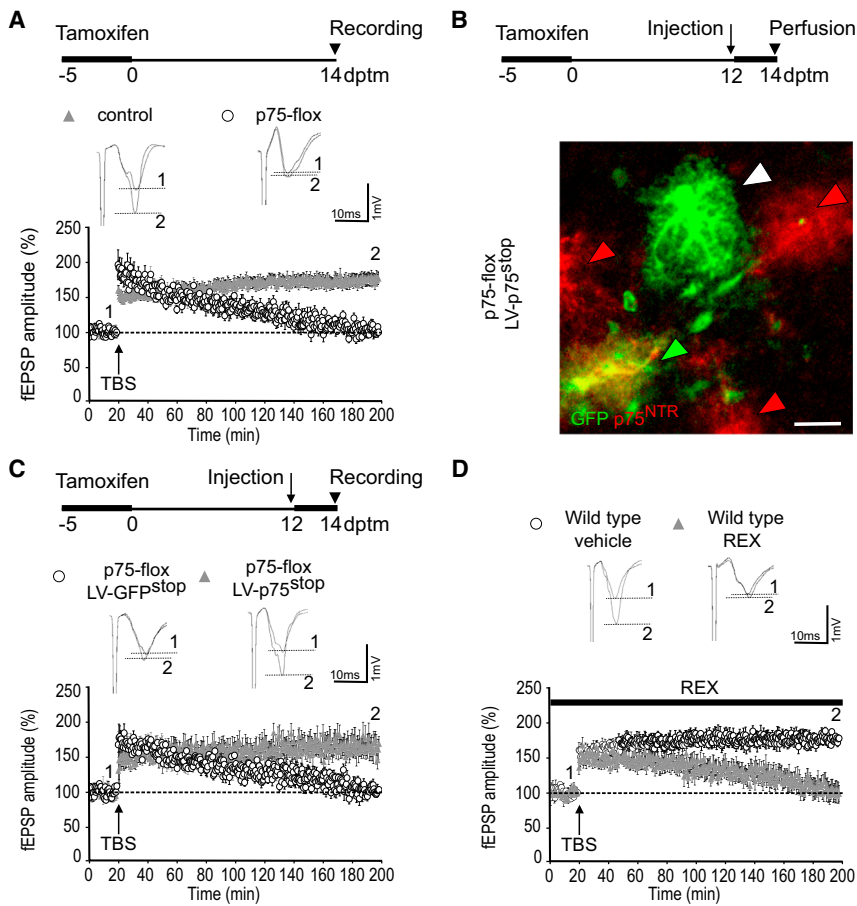 A
Tamoxifen Recording
-5 0 14 dptm
control p75-flox
1
2
1
2
10ms
1mV
fEPSP amplitude (%)
250
200
150
100
50
0
1
2
TBS
0 20 40 60 80 100 120 140 160 180 200
Time (min)
B
Tamoxifen Injection Perfusion
-5 0 12 14 dptm
p75-flox
LV-p75stop
GFP p75NTR
C
Tamoxifen Injection Recording
-5 0 12 14 dptm
p75-flox
LV-GFPstop
p75-flox
LV-p75stop
1
2
1
2
10ms
1mV
fEPSP amplitude (%)
250
200
150
100
50
0
1
2
TBS
0 20 40 60 80 100 120 140 160 180 200
Time (min)
D
Wild type
vehicle
Wild type
REX
1
2
1
2
10ms
1mV
REX
fEPSP amplitude (%)
250
200
150
100
50
0
1
2
TBS
0 20 40 60 80 100 120 140 160 180 200
Time (min)